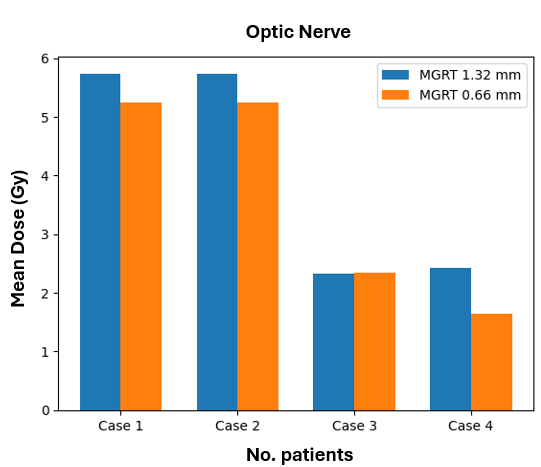 Optic Nerve
MGRT 1.32 mm
MGRT 0.66 mm
Mean Dose (Gy)
6
5
4
3
2
1
0
Case 1
Case 2
Case 3
Case 4
No. patients